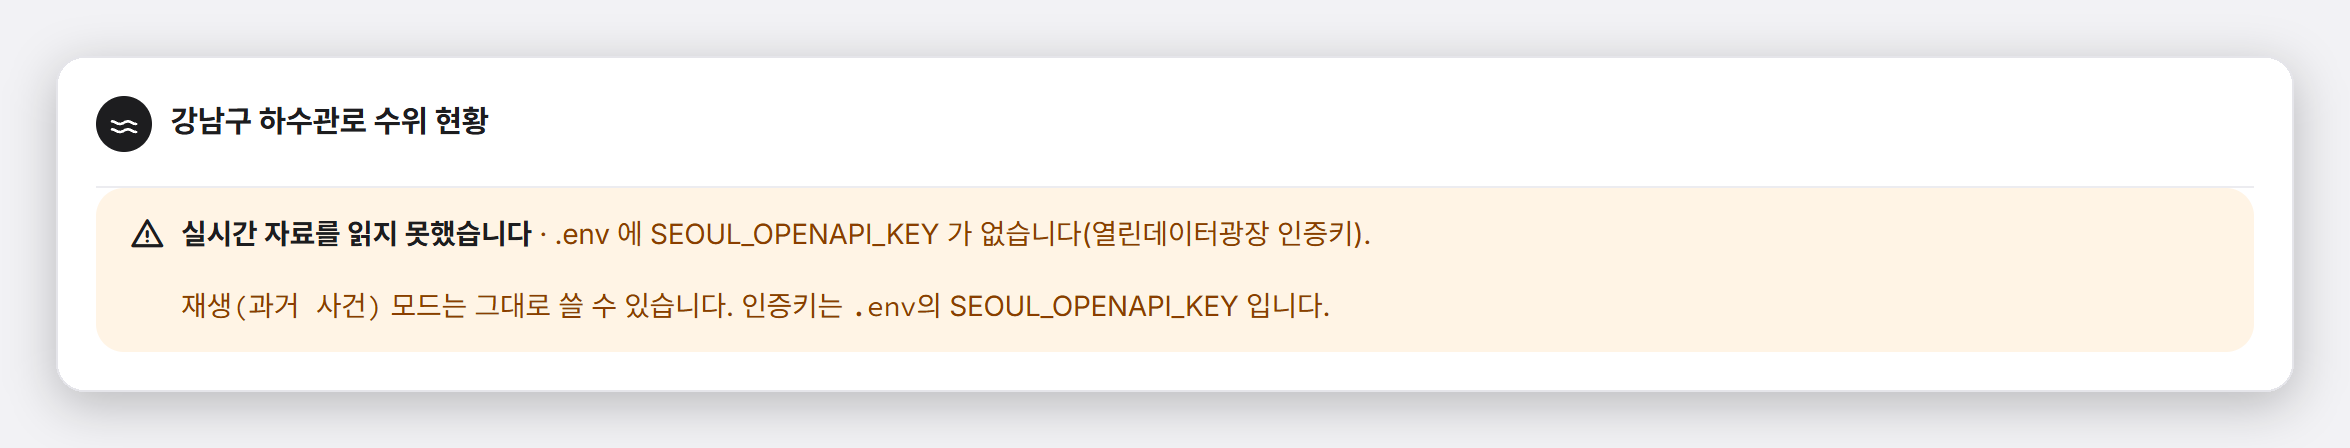 강남구 하수관로 수위 현황
실시간 자료를 읽지 못했습니다 · .env 에 SEOUL_OPENAPI_KEY 가 없습니다(열린데이터광장 인증키).
재생(과거 사건) 모드는 그대로 쓸 수 있습니다. 인증키는 .env의 SEOUL_OPENAPI_KEY 입니다.